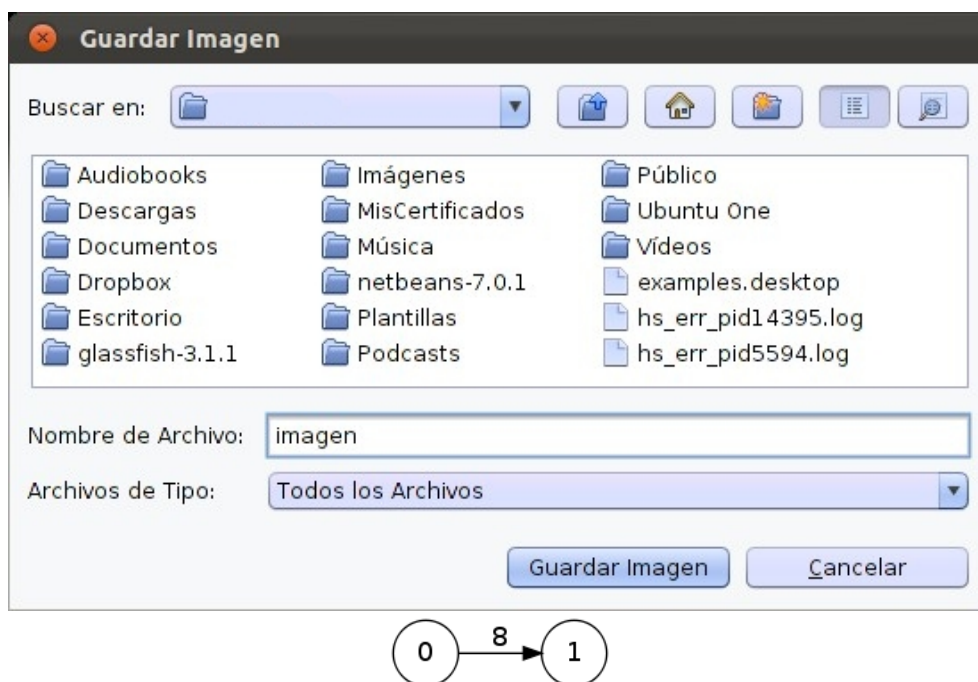 Guardar Imagen
Buscar en:
Audiobooks Imágenes Público
Descargas MisCertificados Ubuntu One
Documentos Música Vídeos
Dropbox netbeans-7.0.1 examples.desktop
Escritorio Plantillas hs_err_pid14395.log
glassfish-3.1.1 Podcasts hs_err_pid5594.log
Nombre de Archivo: imagen
Archivos de Tipo: Todos los Archivos
Guardar Imagen Cancelar
0 8 1